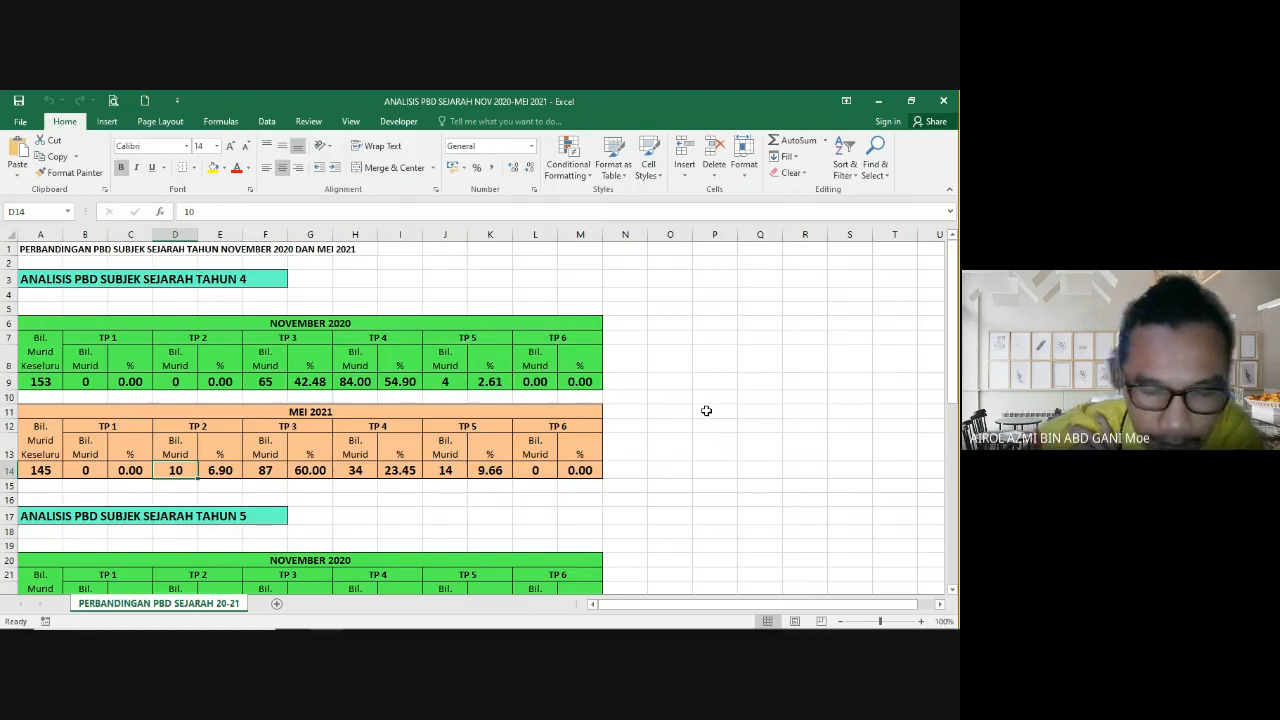 ANALISIS PBD SEJARAH NOV 2020-MEI 2021 - Excel
File Home Insert Page Layout Formulas Data Review View Developer Tell me what you want to do... Sign in Share
Paste Cut Copy Format Painter Clipboard
Calibri 14 A A B I U A Font
Wrap Text Merge & Center Alignment
General % , Number
Conditional Formatting Format as Table Cell Styles Styles
Insert Delete Format Cells
AutoSum Fill Clear Sort & Filter Find & Select Editing
D14 fx 10
A B C D E F G H I J K L M N O P Q R S T U
1 PERBANDINGAN PBD SUBJEK SEJARAH TAHUN NOVEMBER 2020 DAN MEI 2021
2
3 ANALISIS PBD SUBJEK SEJARAH TAHUN 4
4
5
6 NOVEMBER 2020
7 Bil. TP 1 TP 2 TP 3 TP 4 TP 5 TP 6
Murid Bil. Bil. Bil. Bil. Bil. Bil.
8 Keseluru Murid % Murid % Murid % Murid % Murid % Murid %
9 153 0 0.00 0 0.00 65 42.48 84.00 54.90 4 2.61 0.00 0.00
10
11 MEI 2021
12 Bil. TP 1 TP 2 TP 3 TP 4 TP 5 TP 6
Murid Bil. Bil. Bil. Bil. Bil. Bil.
13 Keseluru Murid % Murid % Murid % Murid % Murid % Murid %
14 145 0 0.00 10 6.90 87 60.00 34 23.45 14 9.66 0 0.00
15
16
17 ANALISIS PBD SUBJEK SEJARAH TAHUN 5
18
19
20 NOVEMBER 2020
21 Bil. TP 1 TP 2 TP 3 TP 4 TP 5 TP 6
Murid Bil. Bil. Bil. Bil. Bil. Bil.
PERBANDINGAN PBD SEJARAH 20-21
Ready 100%
AIROL AZMI BIN ABD GANI Moe